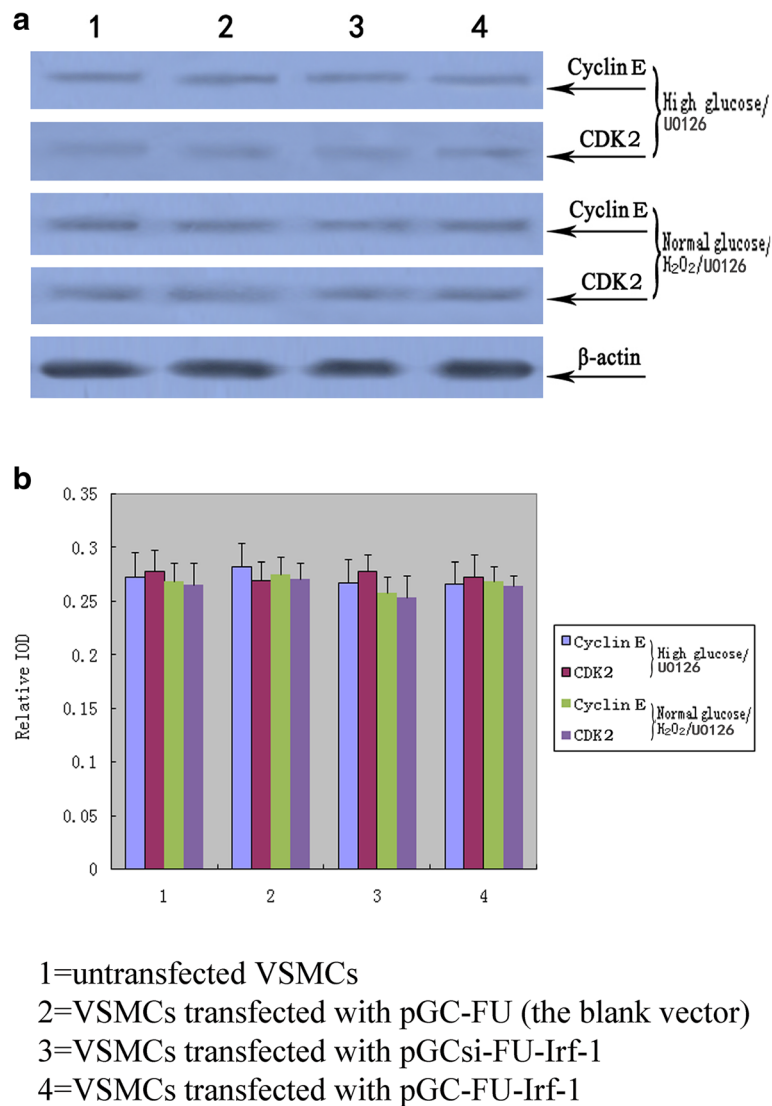 a
1 2 3 4
Cyclin E
CDK2
High glucose/
U0126
Cyclin E
CDK2
Normal glucose/
H₂O₂/U0126
β-actin
b
0.35
0.3
0.25
0.2
0.15
0.1
0.05
0
Relative IOD
1 2 3 4
Cyclin E
CDK2
High glucose/
U0126
Cyclin E
CDK2
Normal glucose/
H₂O₂/U0126
1=untransfected VSMCs
2=VSMCs transfected with pGC-FU (the blank vector)
3=VSMCs transfected with pGCsi-FU-Irf-1
4=VSMCs transfected with pGC-FU-Irf-1